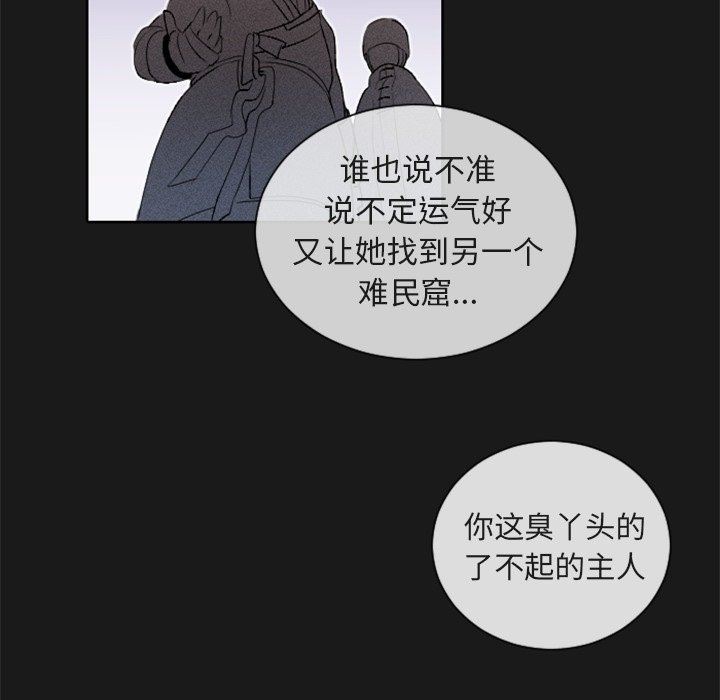 谁也说不准
说不定运气好
又让她找到另一个
难民窟...
你这臭丫头的
了不起的主人